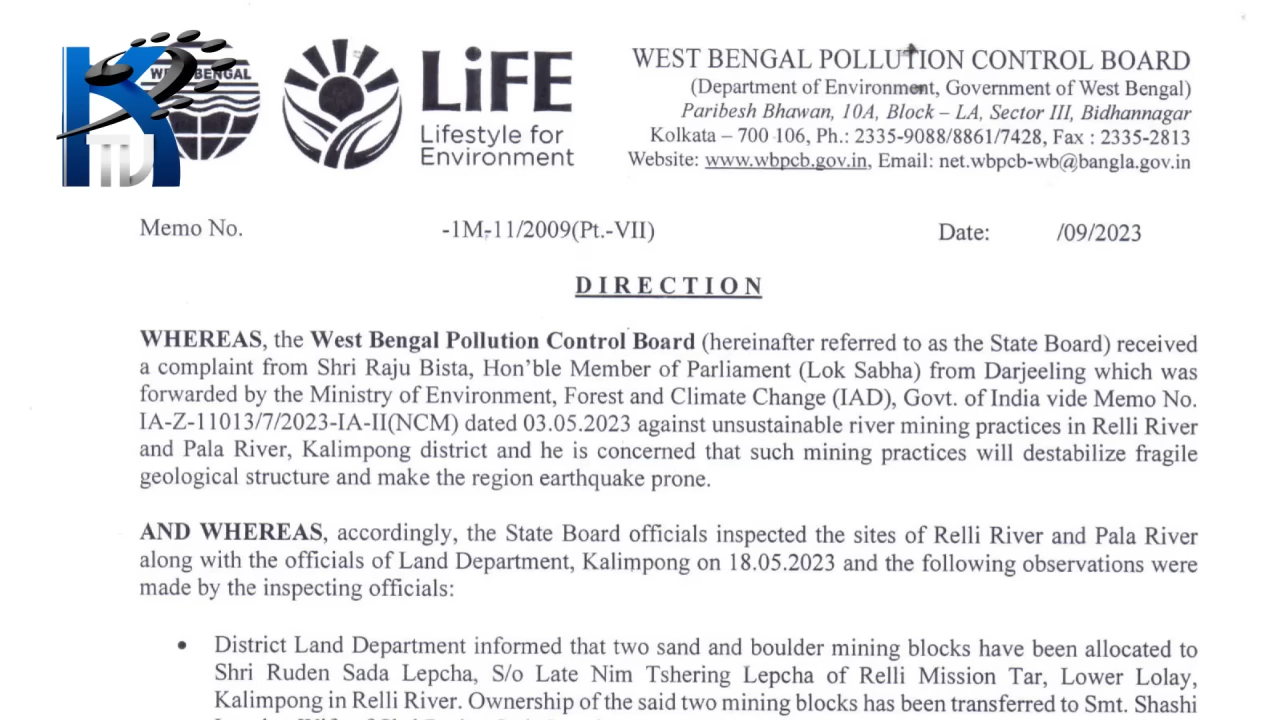 K
TD
WEST BENGAL
LiFE
Lifestyle for
Environment
WEST BENGAL POLLUTION CONTROL BOARD
(Department of Environment, Government of West Bengal)
Paribesh Bhawan, 10A, Block – LA, Sector III, Bidhannagar
Kolkata – 700 106, Ph.: 2335-9088/8861/7428, Fax : 2335-2813
Website: www.wbpcb.gov.in, Email: net.wbpcb-wb@bangla.gov.in
Memo No. -1M-11/2009(Pt.-VII) Date: /09/2023
DIRECTION
WHEREAS, the West Bengal Pollution Control Board (hereinafter referred to as the State Board) received
a complaint from Shri Raju Bista, Hon'ble Member of Parliament (Lok Sabha) from Darjeeling which was
forwarded by the Ministry of Environment, Forest and Climate Change (IAD), Govt. of India vide Memo No.
IA-Z-11013/7/2023-IA-II(NCM) dated 03.05.2023 against unsustainable river mining practices in Relli River
and Pala River, Kalimpong district and he is concerned that such mining practices will destabilize fragile
geological structure and make the region earthquake prone.
AND WHEREAS, accordingly, the State Board officials inspected the sites of Relli River and Pala River
along with the officials of Land Department, Kalimpong on 18.05.2023 and the following observations were
made by the inspecting officials:
• District Land Department informed that two sand and boulder mining blocks have been allocated to
Shri Ruden Sada Lepcha, S/o Late Nim Tshering Lepcha of Relli Mission Tar, Lower Lolay,
Kalimpong in Relli River. Ownership of the said two mining blocks has been transferred to Smt. Shashi